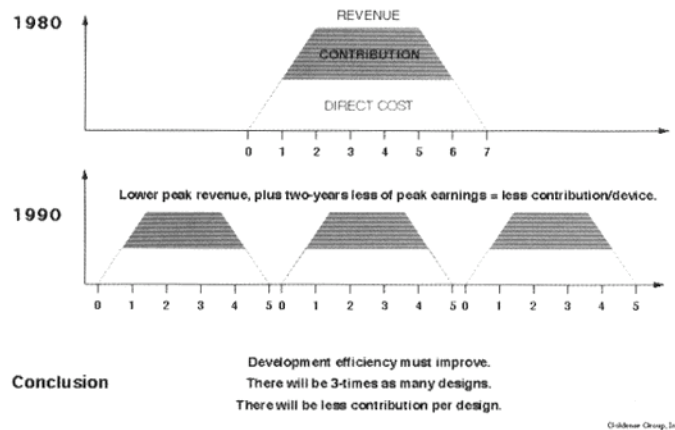 1980
REVENUE
CONTRIBUTION
DIRECT COST
0 1 2 3 4 5 6 7
Lower peak revenue, plus two-years less of peak earnings = less contribution/device.
1990
0 1 2 3 4 5 0 1 2 3 4 5 0 1 2 3 4 5
Development efficiency must improve.
Conclusion
There will be 3-times as many designs.
There will be less contribution per design.
Group, In